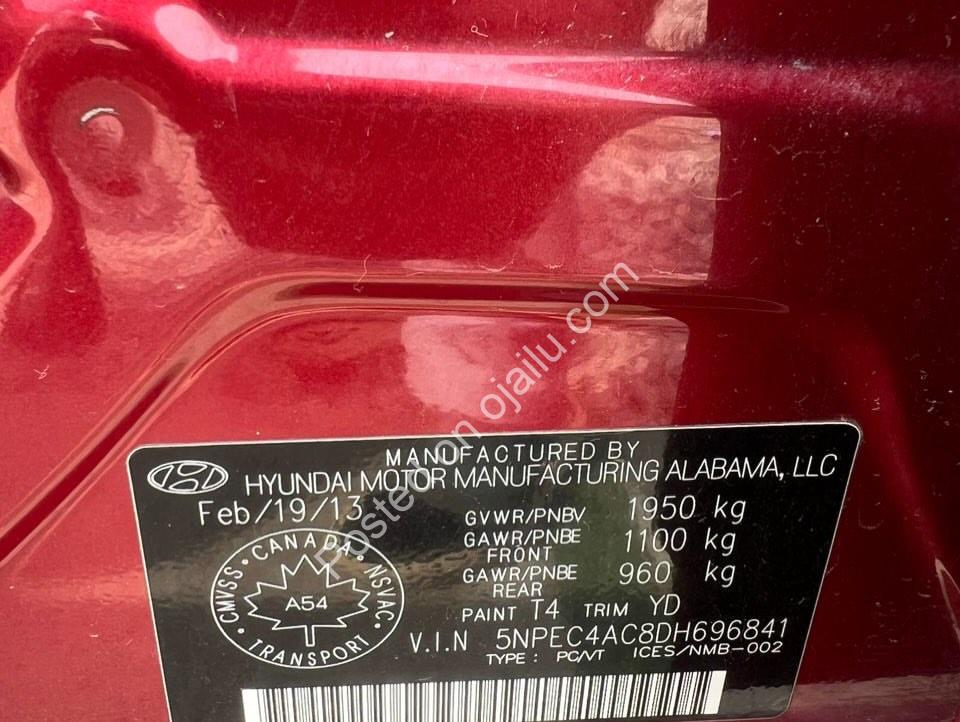 MANUFACTURED BY
HYUNDAI MOTOR MANUFACTURING ALABAMA, LLC
Feb/19/13
GVWR/PNBV 1950 kg
GAWR/PNBE FRONT 1100 kg
GAWR/PNBE REAR 960 kg
PAINT T4 TRIM YD
V.I.N 5NPEC4AC8DH696841
TYPE : PC/VT ICES/NMB-002
CMVSS · CANADA · NSVAC · TRANSPORT ·
A54
Posted on ojailu.com